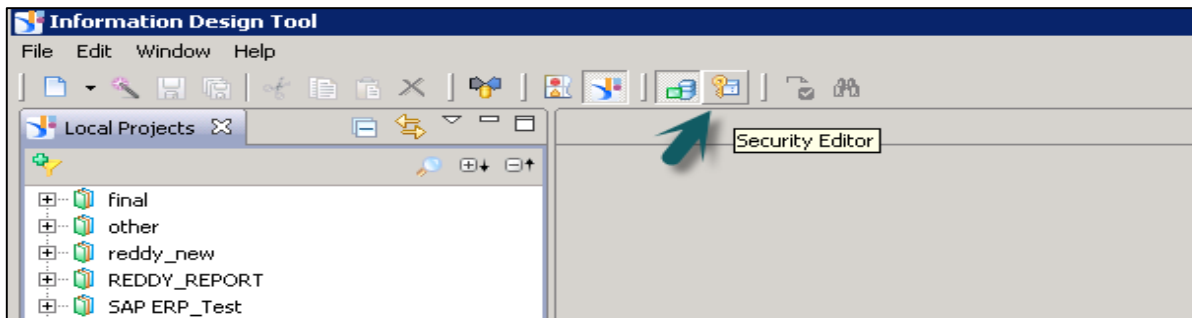 Information Design Tool
File Edit Window Help
Local Projects
Security Editor
final
other
reddy_new
REDDY_REPORT
SAP ERP_Test